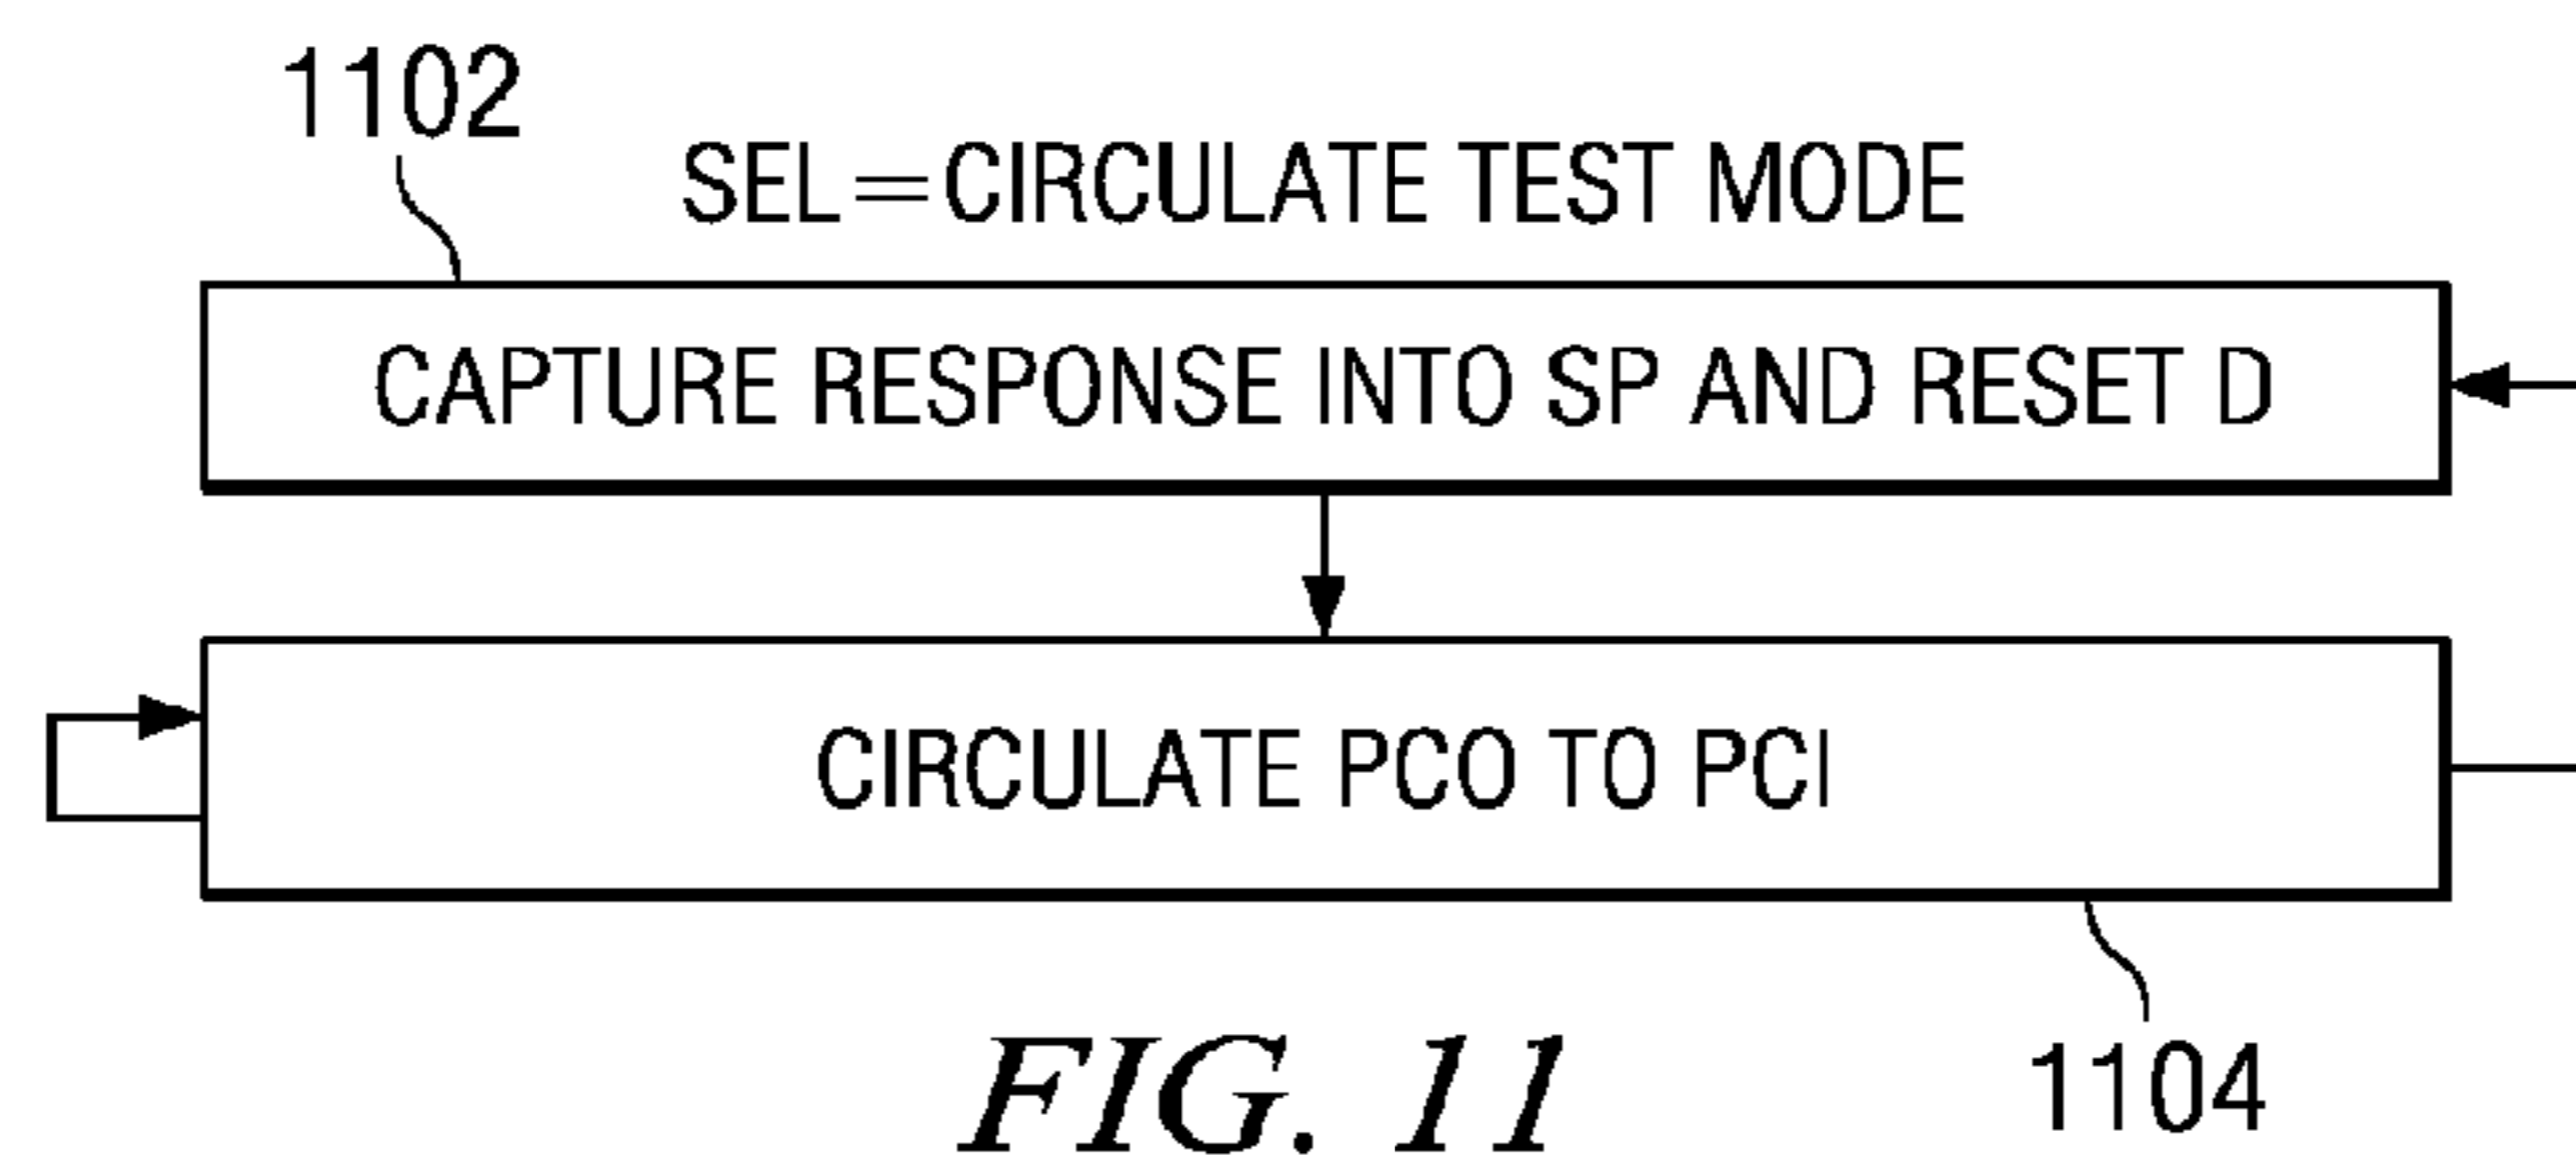 1102
SEL=CIRCULATE TEST MODE
CAPTURE RESPONSE INTO SP AND RESET D
CIRCULATE PCO TO PCI
1104
FIG. 11